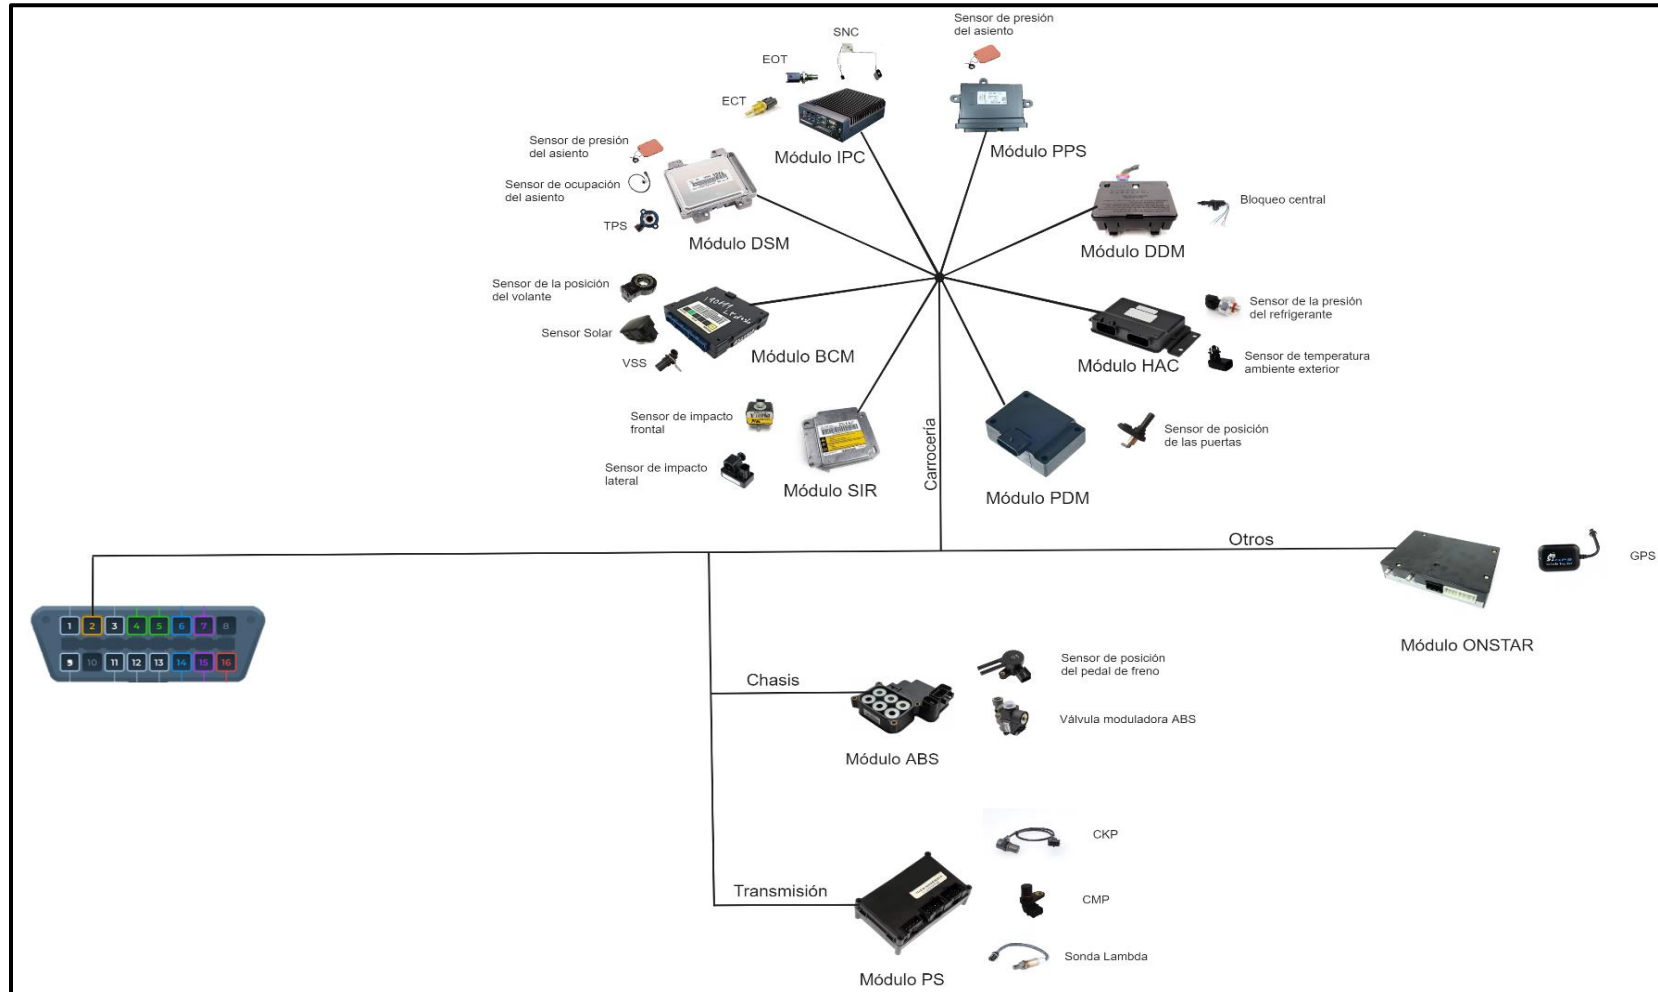 SNC
Sensor de presión
del asiento
EOT
ECT
Módulo IPC
Módulo PPS
Sensor de presión
del asiento
Sensor de ocupación
del asiento
TPS
Módulo DSM
Bloqueo central
Módulo DDM
Sensor de la posición
del volante
Sensor Solar
VSS
Módulo BCM
Sensor de la presión
del refrigerante
Sensor de temperatura
ambiente exterior
Módulo HAC
Sensor de impacto
frontal
Sensor de impacto
lateral
Módulo SIR
Carrocería
Sensor de posición
de las puertas
Módulo PDM
Otros
GPS
Módulo ONSTAR
1 2 3 4 5 6 7 8
9 10 11 12 13 14 15 16
Chasis
Sensor de posición
del pedal de freno
Válvula moduladora ABS
Módulo ABS
Transmisión
CKP
CMP
Sonda Lambda
Módulo PS